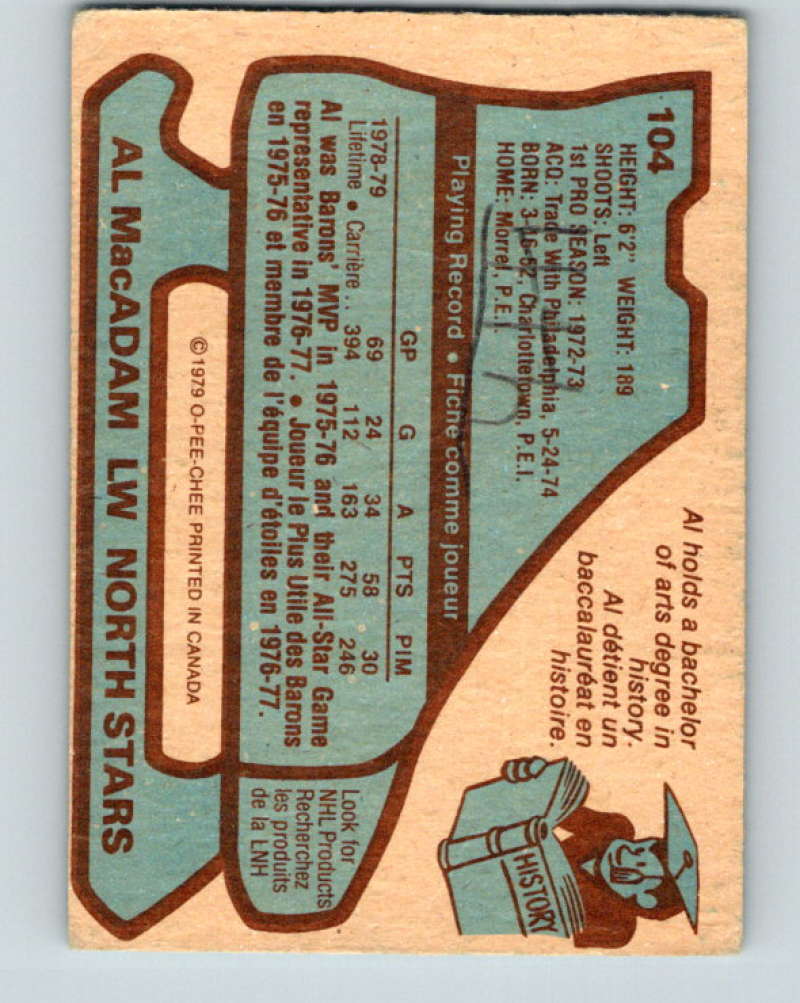 104
HEIGHT: 6'2" WEIGHT: 189
SHOOTS: Left
1st PRO SEASON: 1972-73
ACQ: Trade With Philadelphia, 5-24-74
BORN: 3-16-52, Charlottetown, P.E.I.
HOME: Morrel, P.E.I.
Al holds a bachelor
of arts degree in
history.
Al détient un
baccalauréat en
histoire.
HISTORY
Playing Record • Fiche comme joueur
GP G A PTS PIM
1978-79 69 24 34 58 30
Lifetime • Carrière .. 394 112 163 275 246
Al was Barons' MVP in 1975-76 and their All-Star Game
representative in 1976-77. • Joueur le Plus Utile des Barons
en 1975-76 et membre de l'équipe d'étoiles en 1976-77.
Look for
NHL Products
Recherchez
les produits
de la LNH
©1979 O-PEE-CHEE PRINTED IN CANADA
AL MacADAM LW NORTH STARS